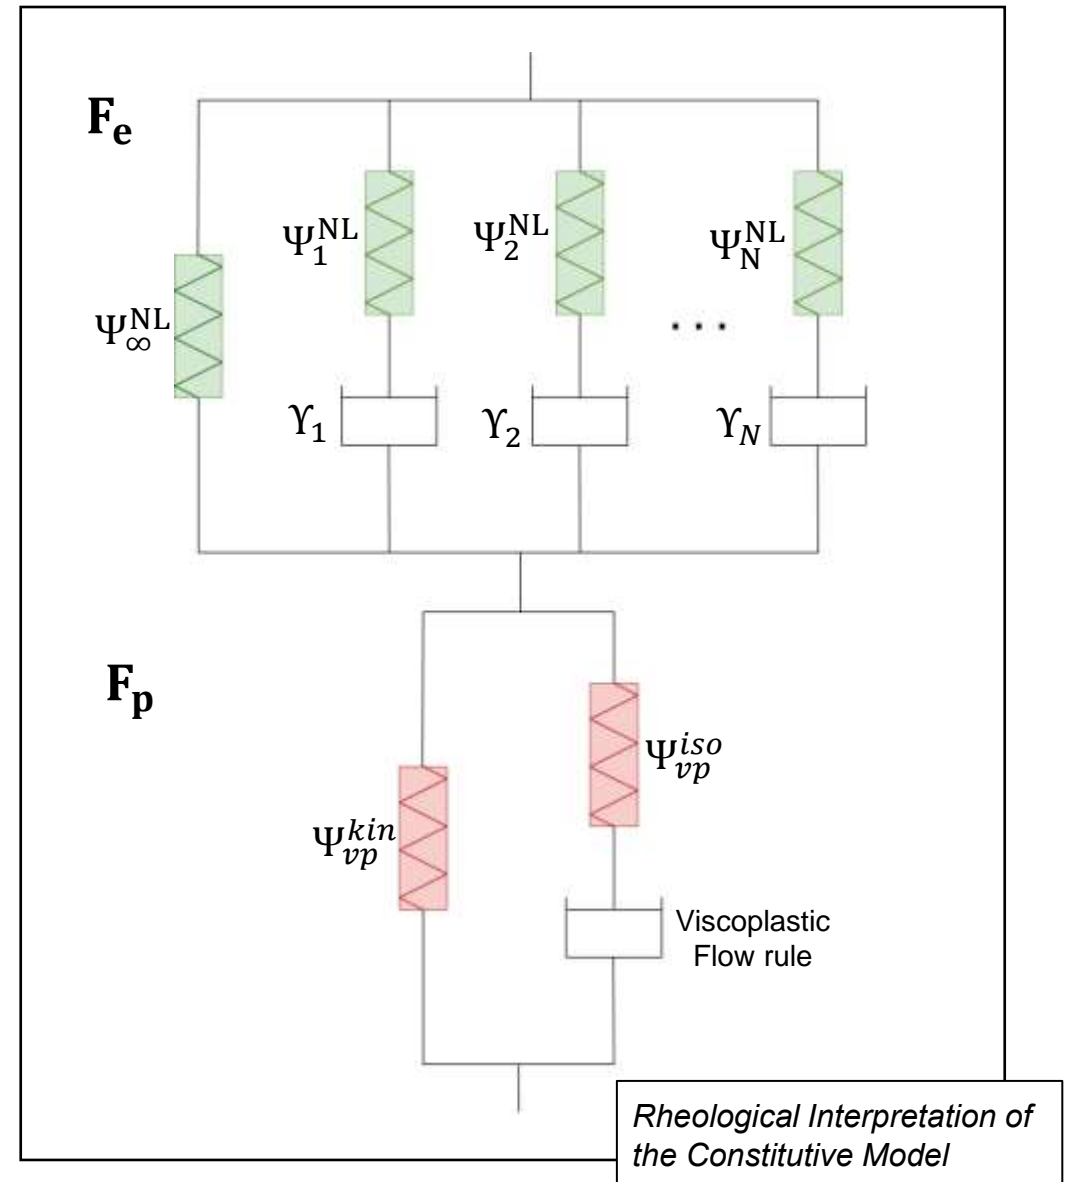 F_e
Ψ_1^NL
Ψ_2^NL
Ψ_N^NL
Ψ_∞^NL
. . .
ϒ_1
ϒ_2
ϒ_N
F_p
Ψ_vp^iso
Ψ_vp^kin
Viscoplastic
Flow rule
Rheological Interpretation of
the Constitutive Model